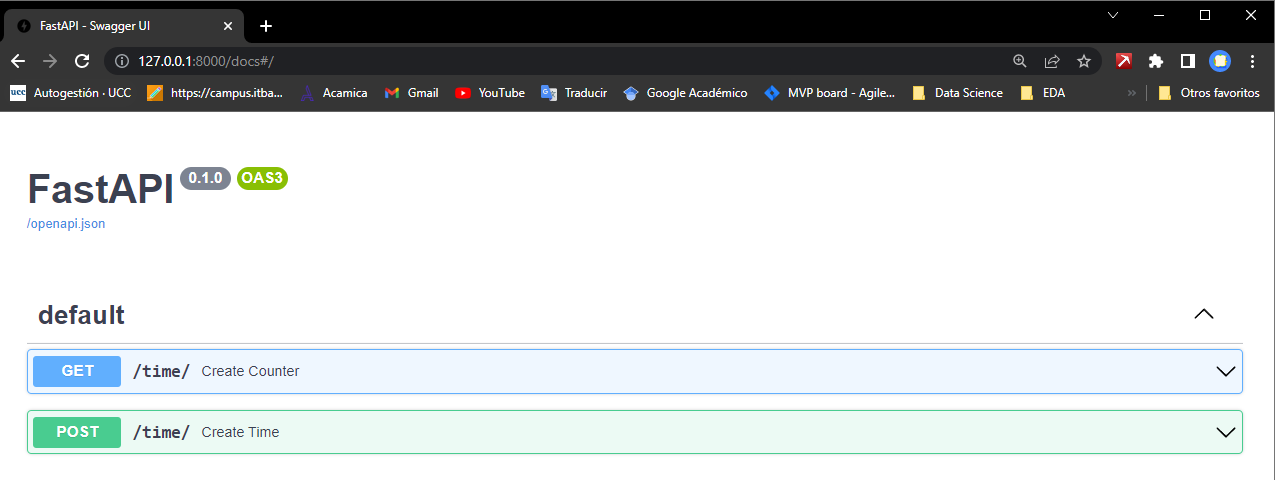 FastAPI - Swagger UI
127.0.0.1:8000/docs#/
ucc Autogestión · UCC https://campus.itba... Acamica Gmail YouTube Traducir Google Académico MVP board - Agile... Data Science EDA » Otros favoritos
FastAPI 0.1.0 OAS3
/openapi.json
default
GET /time/ Create Counter
POST /time/ Create Time